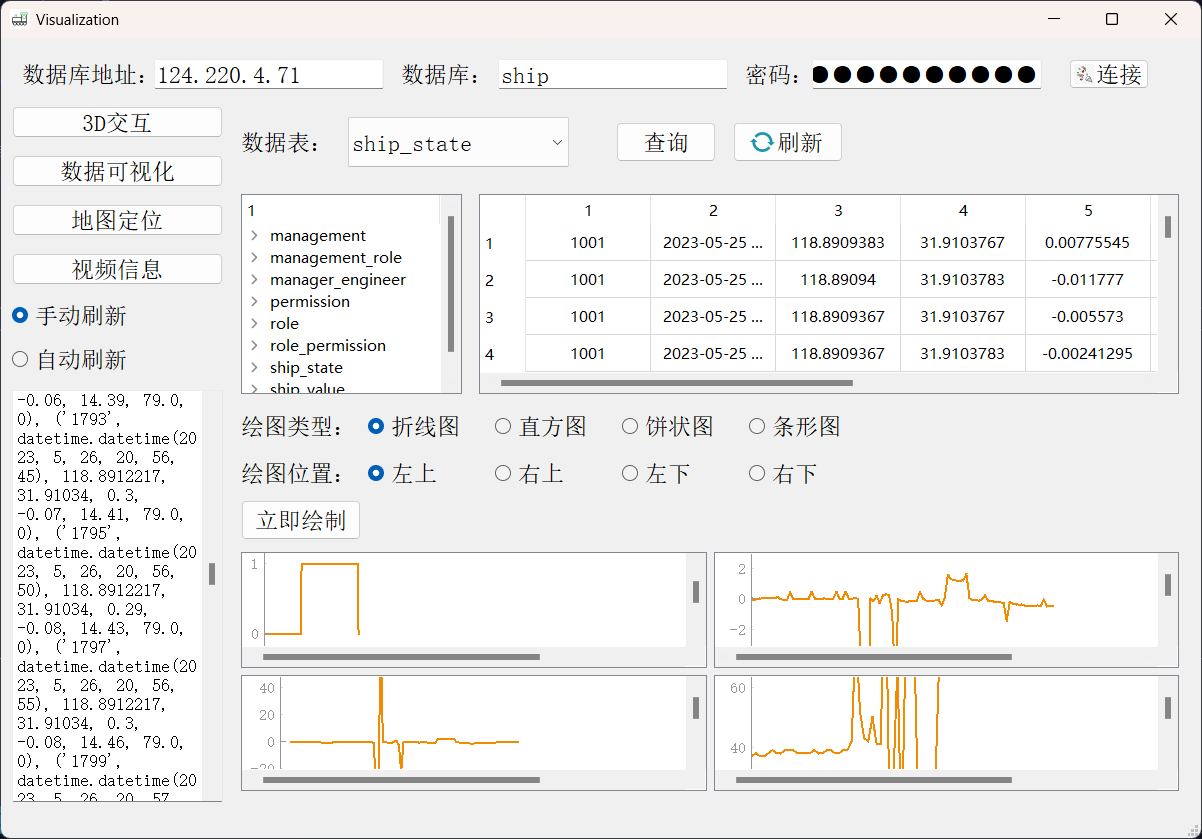 Visualization
数据库地址： 124.220.4.71 数据库： ship 密码： ●●●●●●●●●● 连接
3D交互
数据可视化
地图定位
视频信息
手动刷新
自动刷新
-0.06, 14.39, 79.0,
0), ('1793',
datetime.datetime(20
23, 5, 26, 20, 56,
45), 118.8912217,
31.91034, 0.3,
-0.07, 14.41, 79.0,
0), ('1795',
datetime.datetime(20
23, 5, 26, 20, 56,
50), 118.8912217,
31.91034, 0.29,
-0.08, 14.43, 79.0,
0), ('1797',
datetime.datetime(20
23, 5, 26, 20, 56,
55), 118.8912217,
31.91034, 0.3,
-0.08, 14.46, 79.0,
0), ('1799',
datetime.datetime(20
23, 5, 26, 20, 57,
数据表： ship_state 查询 刷新
1
management
management_role
manager_engineer
permission
role
role_permission
ship_state
ship_value
1 2 3 4 5
1 1001 2023-05-25 ... 118.8909383 31.9103767 0.00775545
2 1001 2023-05-25 ... 118.89094 31.9103783 -0.011777
3 1001 2023-05-25 ... 118.8909367 31.9103767 -0.005573
4 1001 2023-05-25 ... 118.8909367 31.9103783 -0.00241295
绘图类型： 折线图 直方图 饼状图 条形图
绘图位置： 左上 右上 左下 右下
立即绘制
1
0
2
0
-2
40
20
0
-20
60
40